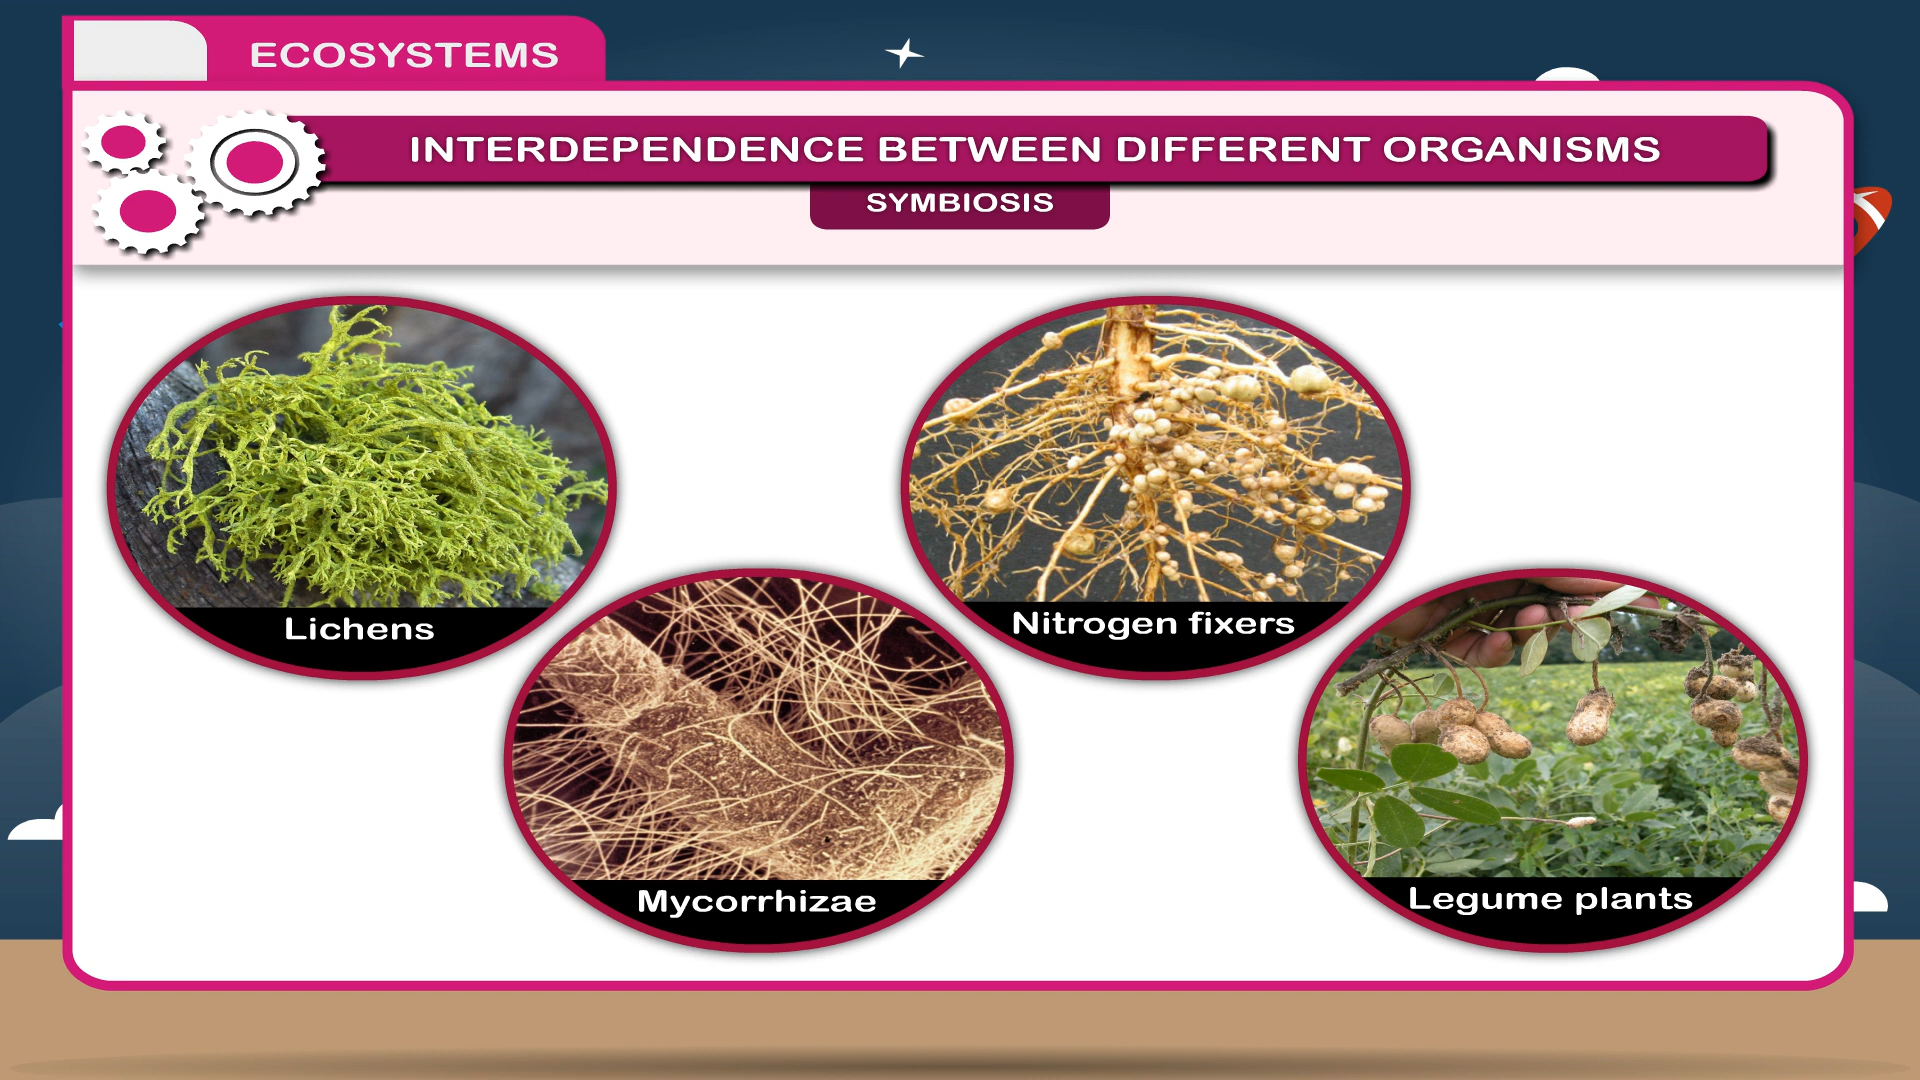 ECOSYSTEMS
INTERDEPENDENCE BETWEEN DIFFERENT ORGANISMS
SYMBIOSIS
Lichens
Nitrogen fixers
Mycorrhizae
Legume plants